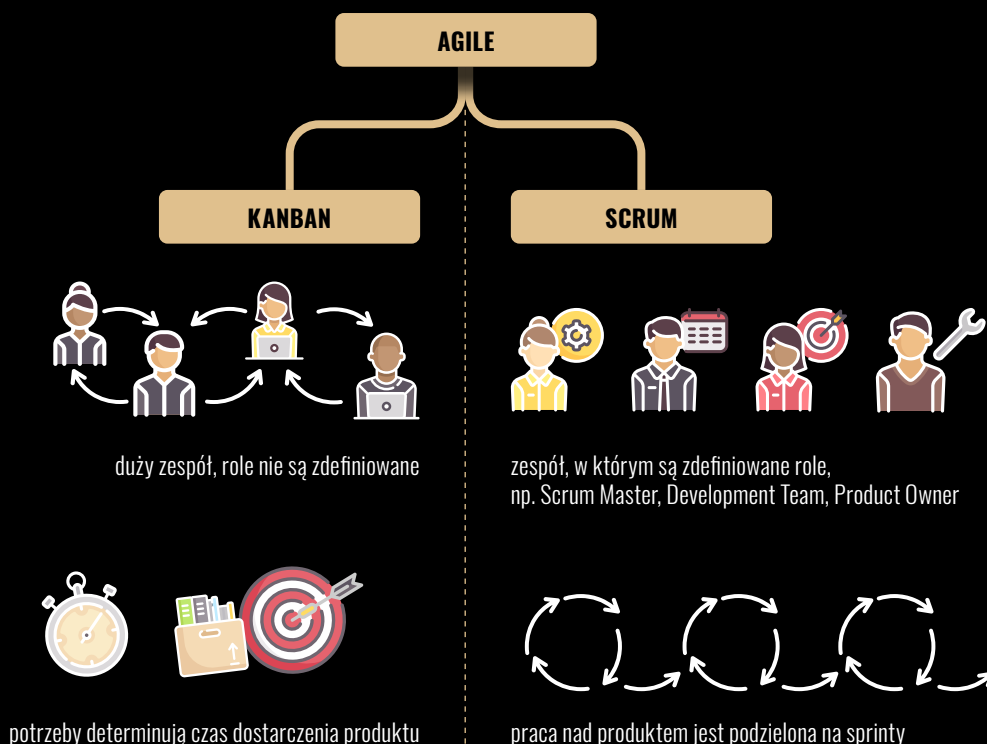 AGILE
KANBAN
SCRUM
duży zespół, role nie są zdefiniowane
zespół, w którym są zdefiniowane role,
np. Scrum Master, Development Team, Product Owner
potrzeby determinują czas dostarczenia produktu
praca nad produktem jest podzielona na sprinty